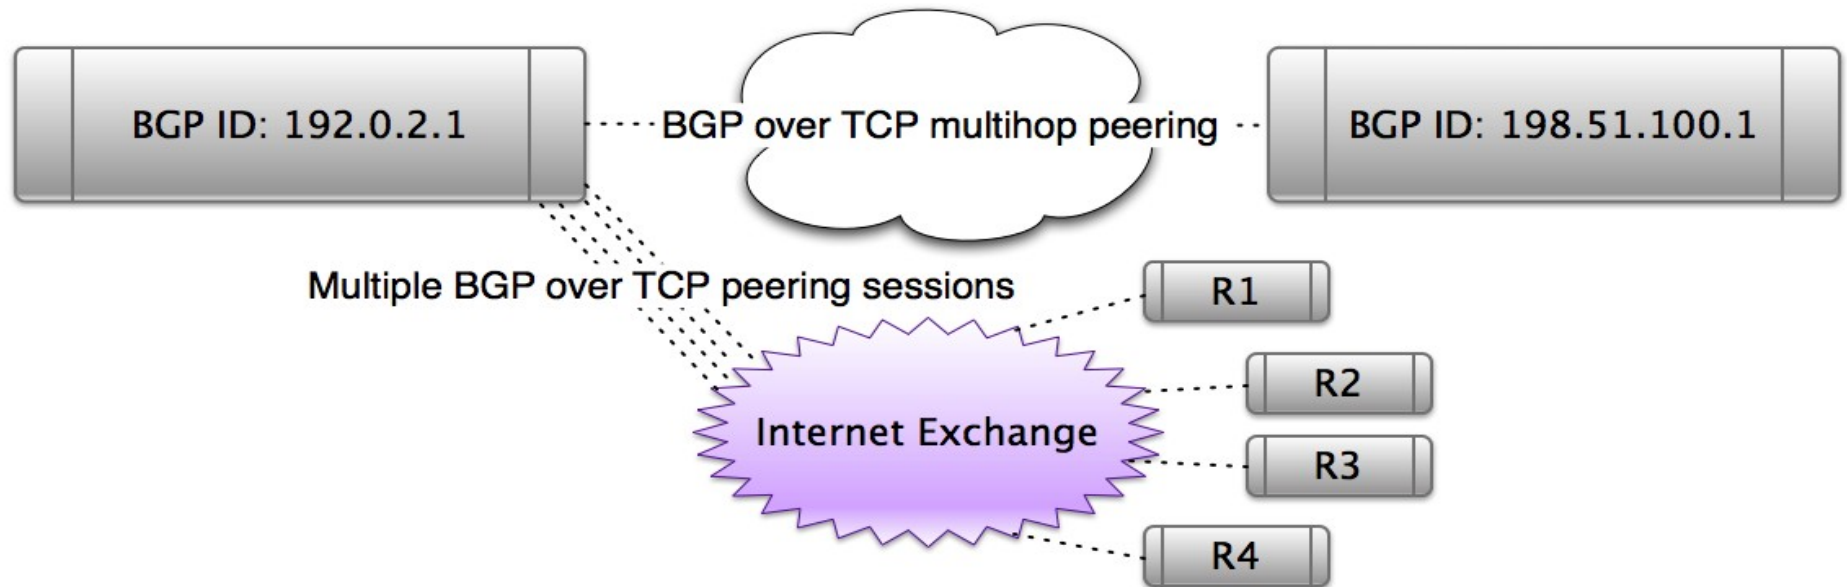 BGP ID: 192.0.2.1
BGP over TCP multihop peering
BGP ID: 198.51.100.1
Multiple BGP over TCP peering sessions
R1
R2
Internet Exchange
R3
R4